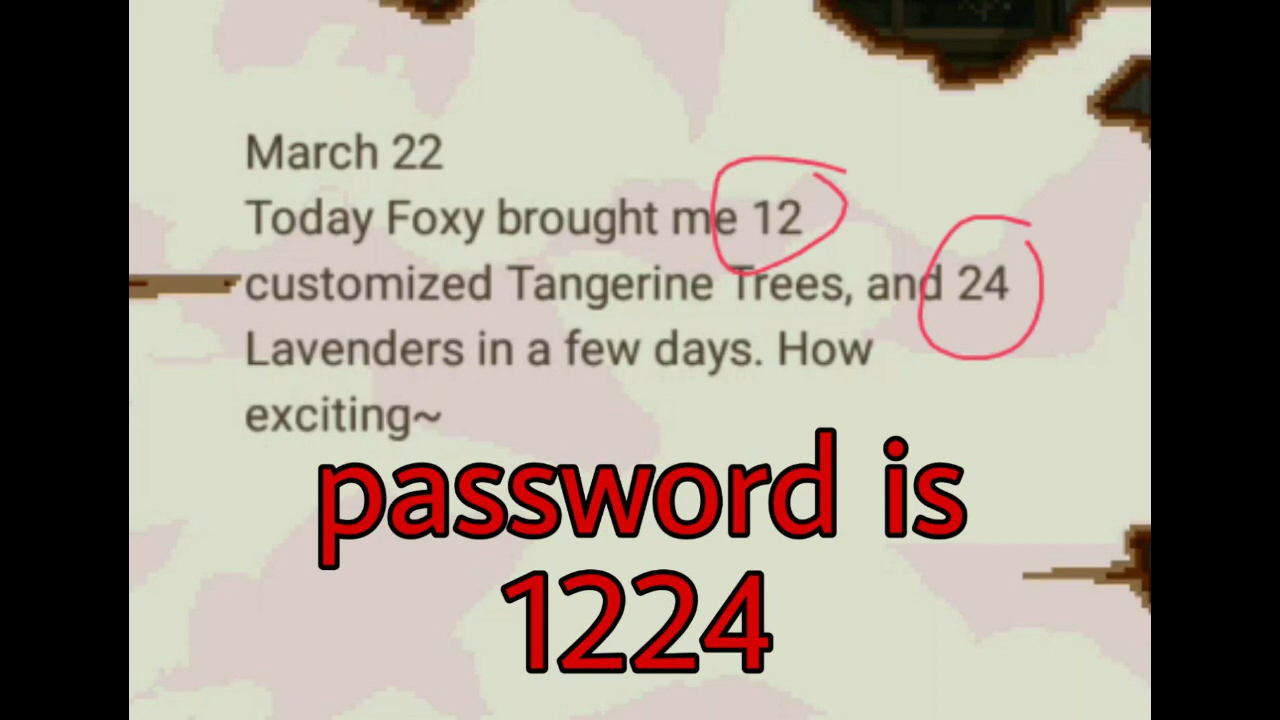 March 22
Today Foxy brought me 12
customized Tangerine Trees, and 24
Lavenders in a few days. How
exciting~
password is
1224